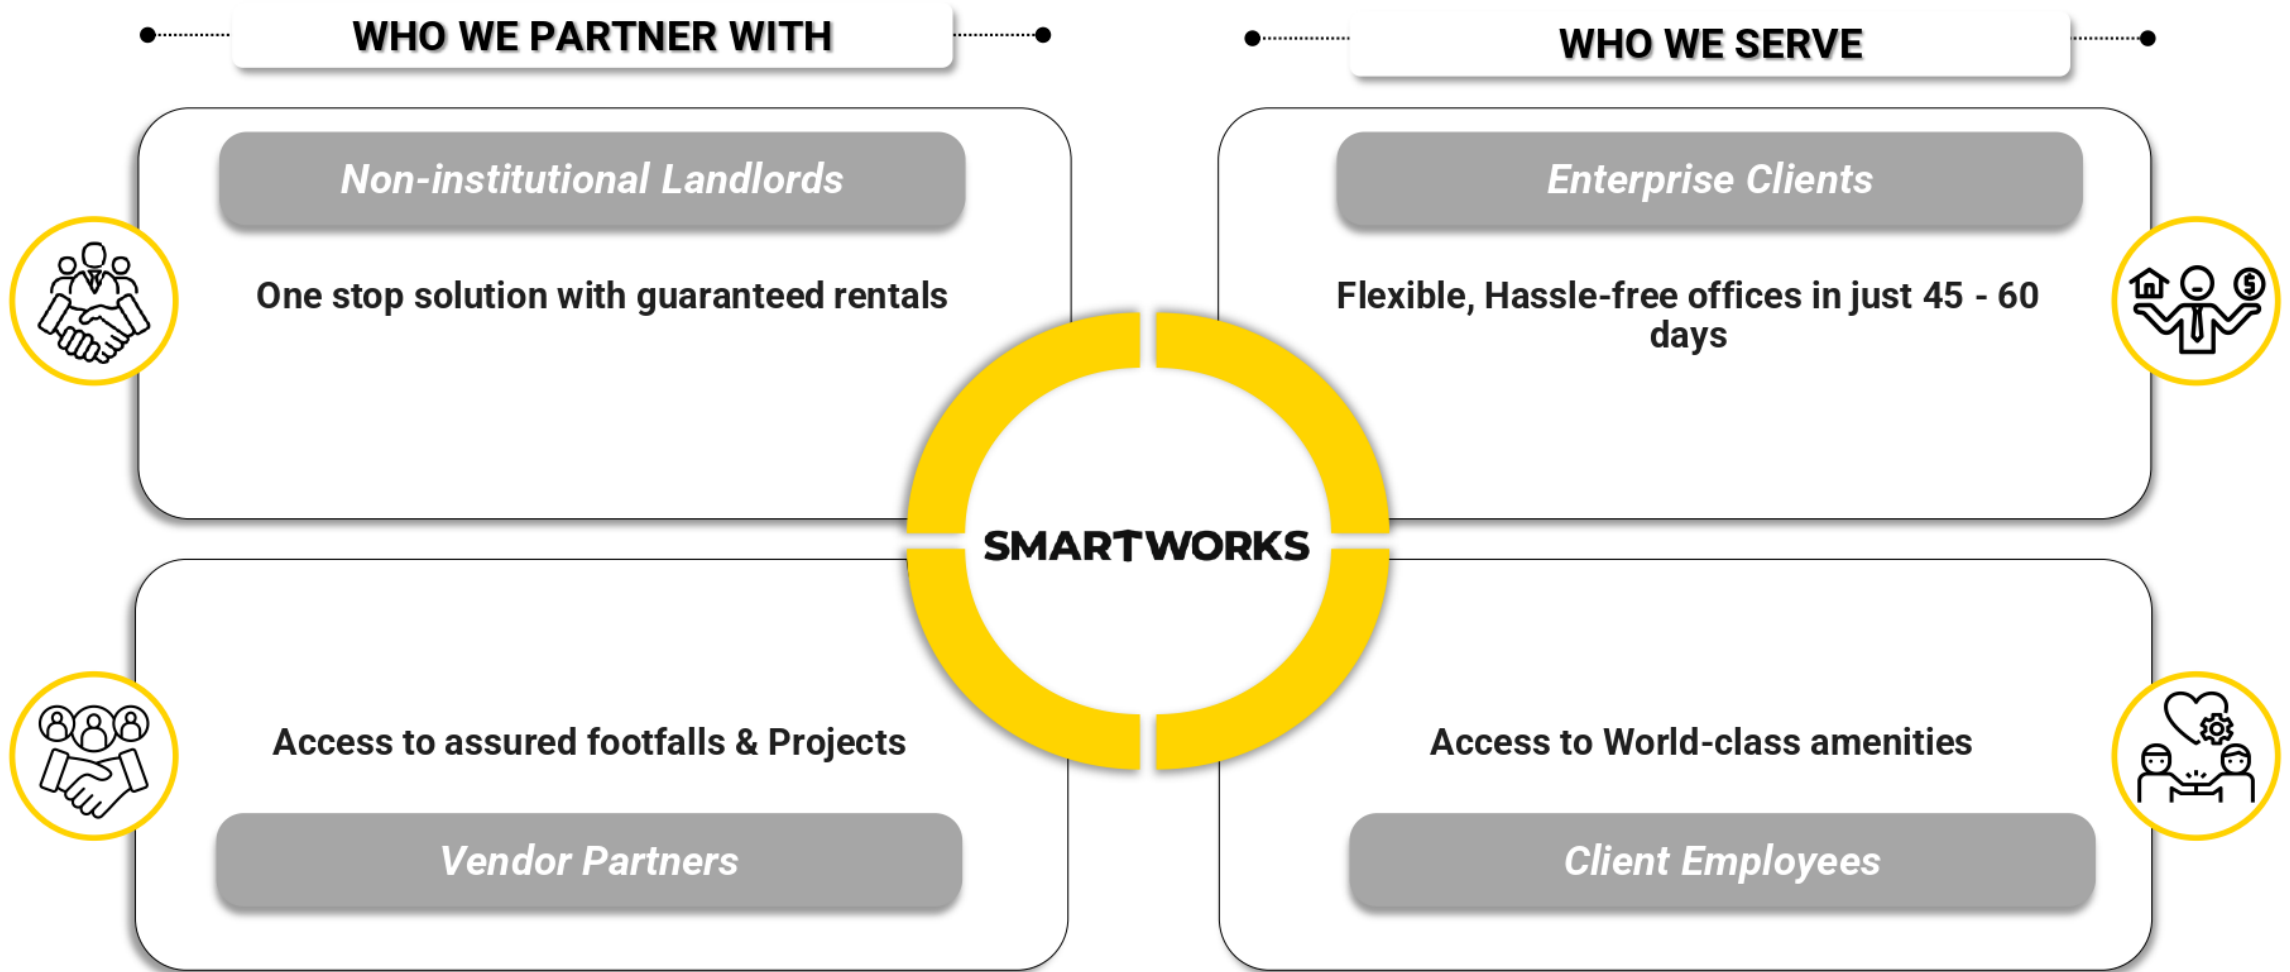 WHO WE PARTNER WITH
WHO WE SERVE
Non-institutional Landlords
One stop solution with guaranteed rentals
Enterprise Clients
Flexible, Hassle-free offices in just 45 - 60
days
SMARTWORKS
Access to assured footfalls & Projects
Vendor Partners
Access to World-class amenities
Client Employees